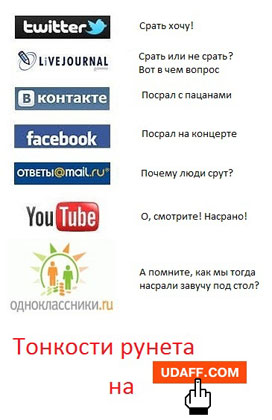 twitter
Срать хочу!
LIVEJOURNAL
Срать или не срать?
Вот в чем вопрос
В КОНТАКТЕ
Посрал с пацанами
facebook
Посрал на концерте
ОТВЕТЫ@MAIL.RU®
Почему люди срут?
YouTube
О, смотрите! Насрано!
одноклассники.ru
А помните, как мы тогда
насрали завучу под стол?
Тонкости рунета
на UDAFF.COM